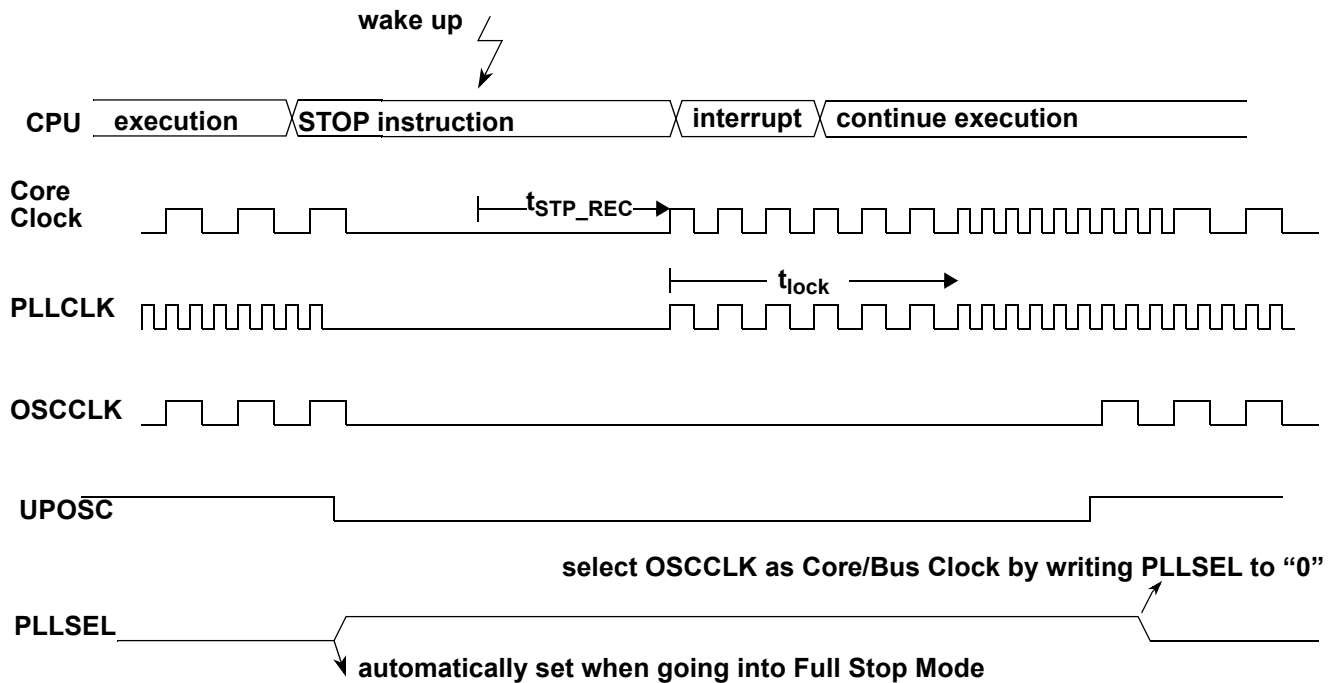 wake up
CPU execution STOP instruction interrupt continue execution
Core
Clock
tSTP_REC
tlock
PLLCLK
OSCCLK
UPOSC
select OSCCLK as Core/Bus Clock by writing PLLSEL to “0”
PLLSEL
automatically set when going into Full Stop Mode